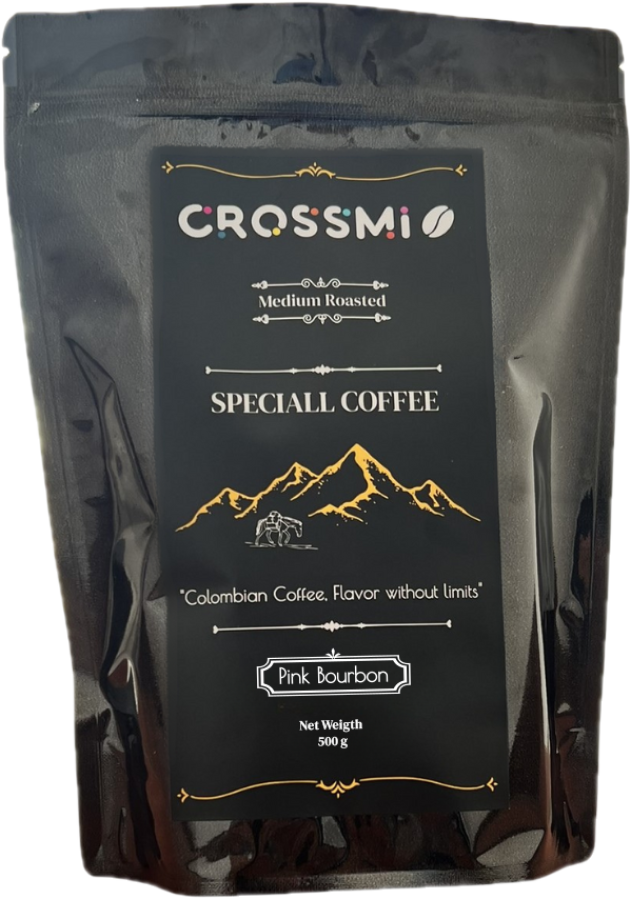 CROSSMi
Medium Roasted
SPECIALL COFFEE
"Colombian Coffee, Flavor without limits"
Pink Bourbon
Net Weigth
500 g